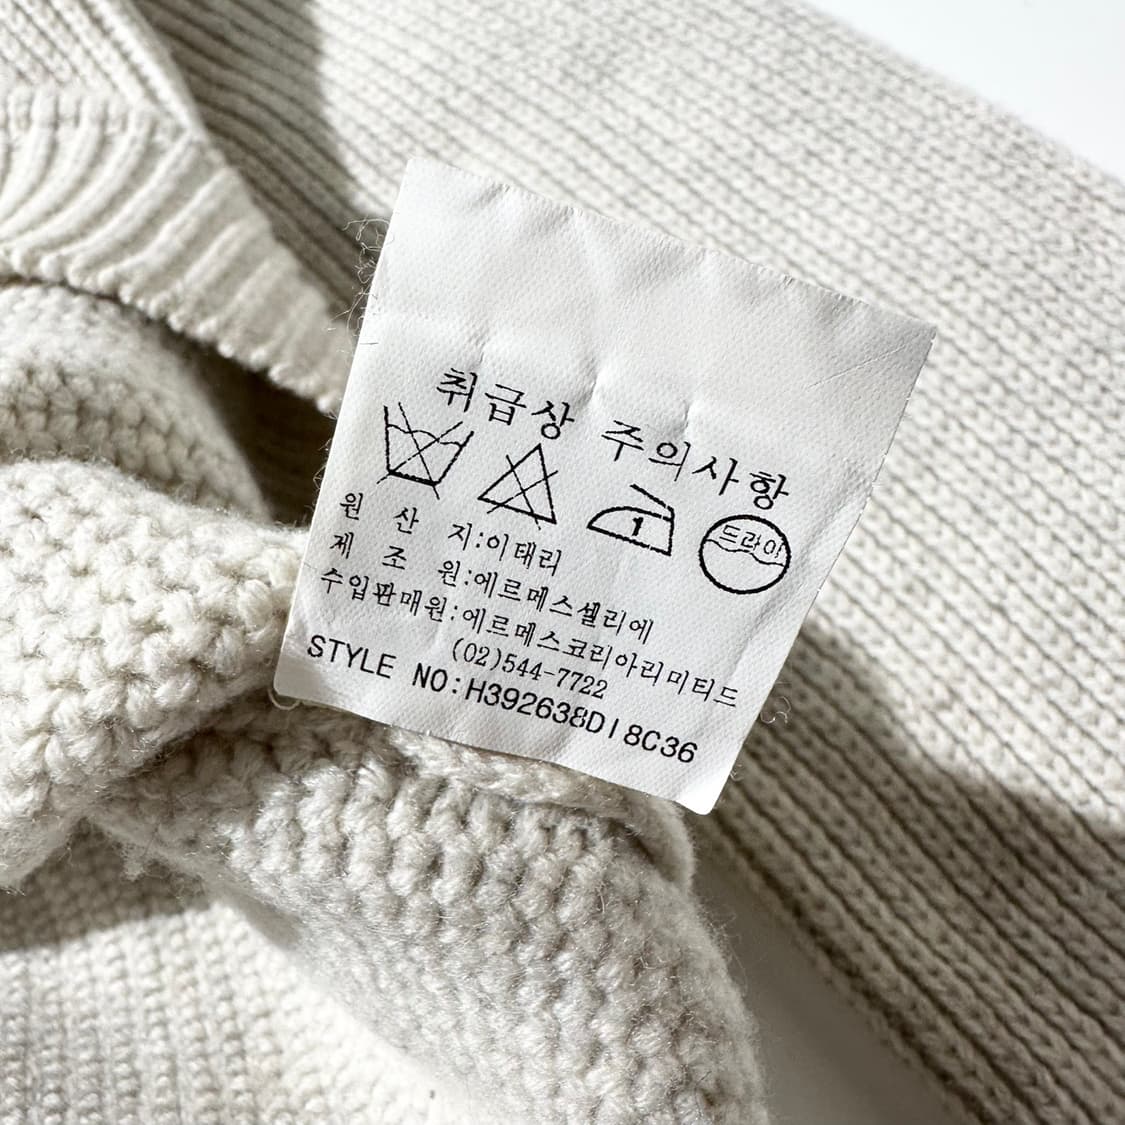 취급상 주의사항
1 드라이
원 산 지:이태리
제 조 원:에르메스셀리에
수입판매원:에르메스코리아리미티드
(02)544-7722
STYLE NO:H392638D18C36